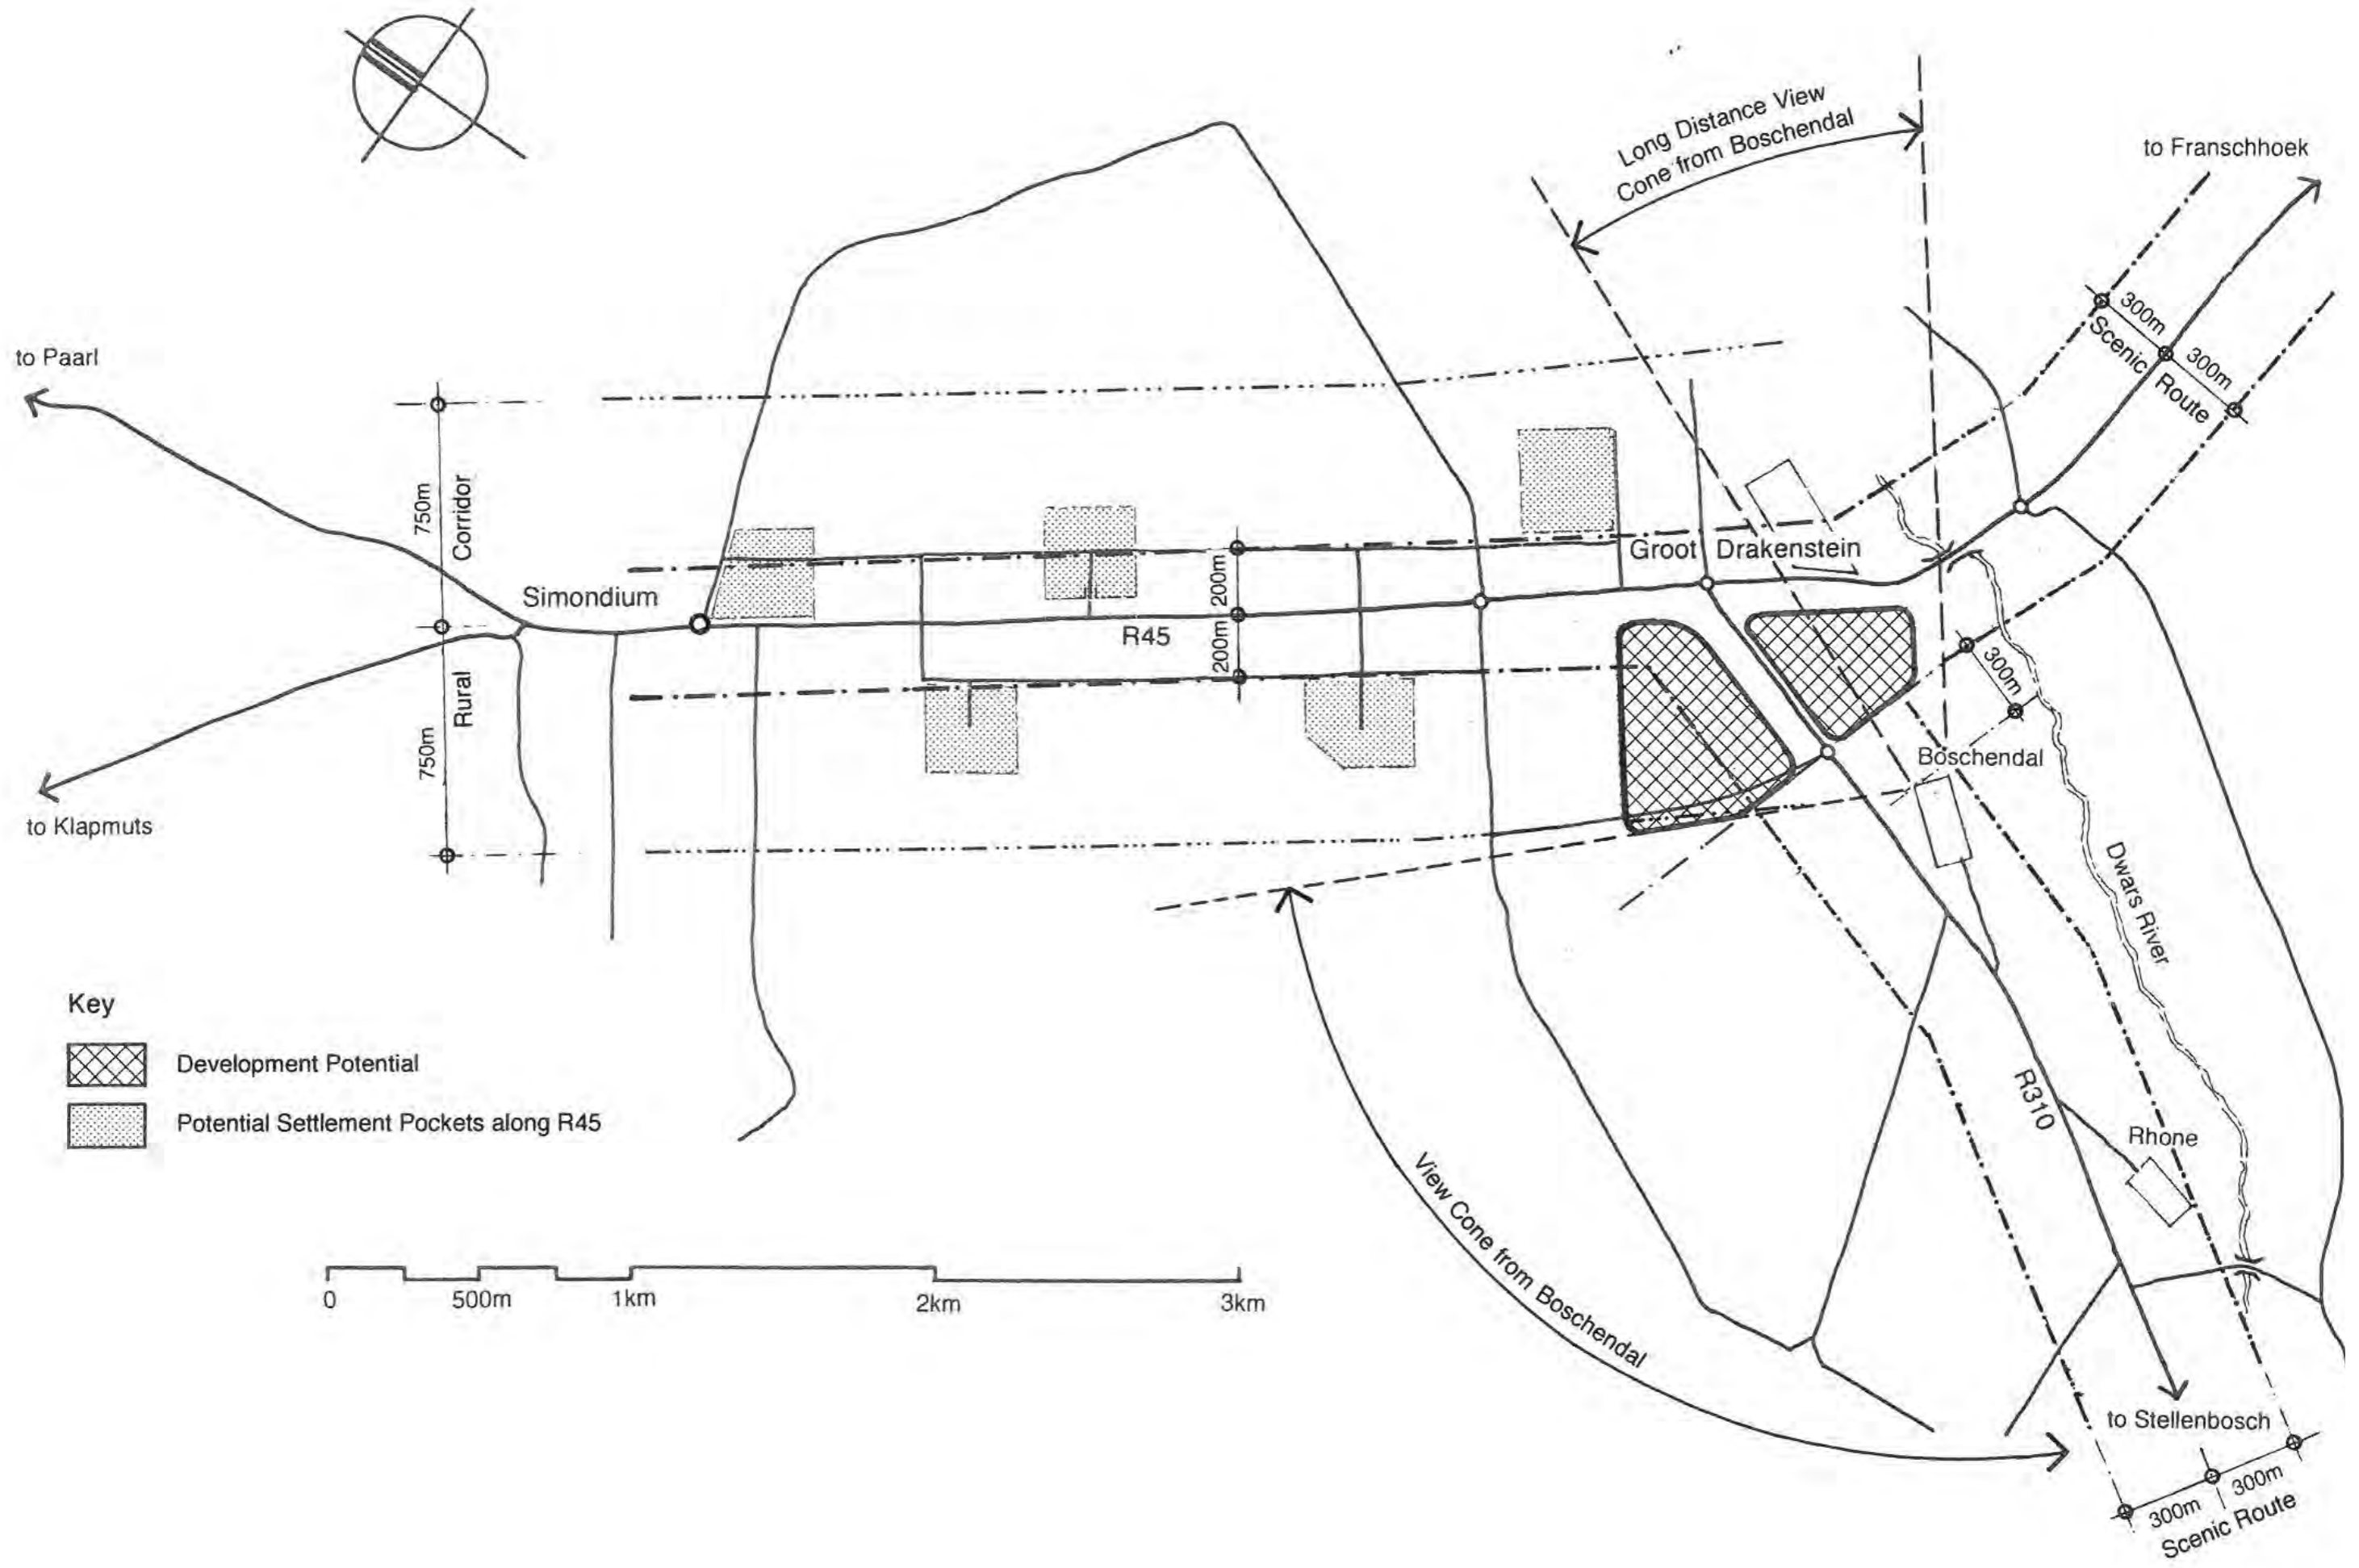 Long Distance View
Cone from Boschendal
to Franschhoek
300m
300m
Scenic Route
to Paarl
750m
Corridor
Simondium
200m
R45
200m
Groot Drakenstein
Rural
750m
to Klapmuts
300m
Boschendal
Dwars River
Key
Development Potential
Potential Settlement Pockets along R45
R310
Rhone
View Cone from Boschendal
0
500m
1km
2km
3km
to Stellenbosch
300m
300m
Scenic Route